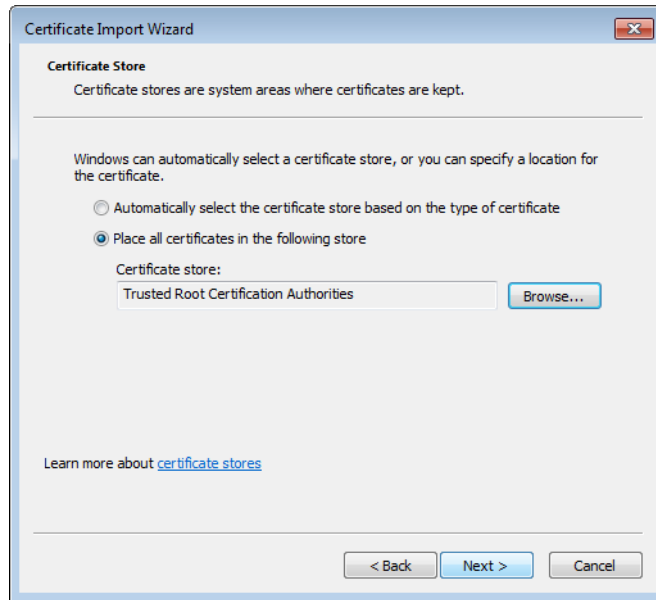 Certificate Import Wizard
Certificate Store
Certificate stores are system areas where certificates are kept.
Windows can automatically select a certificate store, or you can specify a location for
the certificate.
Automatically select the certificate store based on the type of certificate
Place all certificates in the following store
Certificate store:
Trusted Root Certification Authorities
Browse...
Learn more about certificate stores
< Back
Next >
Cancel